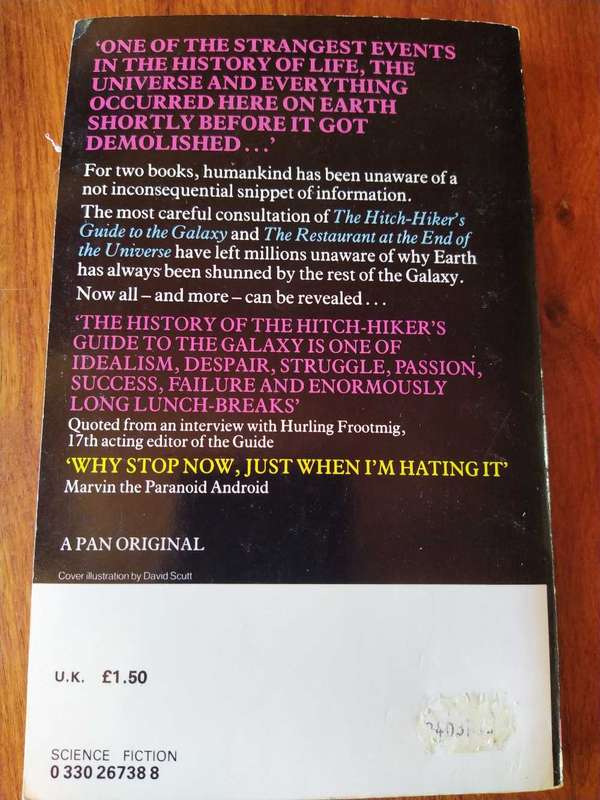 'ONE OF THE STRANGEST EVENTS
IN THE HISTORY OF LIFE, THE
UNIVERSE AND EVERYTHING
OCCURRED HERE ON EARTH
SHORTLY BEFORE IT GOT
DEMOLISHED...'
For two books, humankind has been unaware of a
not inconsequential snippet of information.
The most careful consultation of The Hitch-Hiker's
Guide to the Galaxy and The Restaurant at the End of
the Universe have left millions unaware of why Earth
has always been shunned by the rest of the Galaxy.
Now all – and more – can be revealed...
'THE HISTORY OF THE HITCH-HIKER'S
GUIDE TO THE GALAXY IS ONE OF
IDEALISM, DESPAIR, STRUGGLE, PASSION,
SUCCESS, FAILURE AND ENORMOUSLY
LONG LUNCH-BREAKS'
Quoted from an interview with Hurling Frootmig,
17th acting editor of the Guide
'WHY STOP NOW, JUST WHEN I'M HATING IT'
Marvin the Paranoid Android
A PAN ORIGINAL
Cover illustration by David Scutt
U.K. £1.50
SCIENCE FICTION
0 330 26738 8